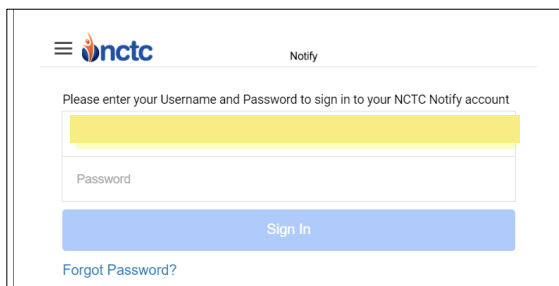 nctc
Notify
Please enter your Username and Password to sign in to your NCTC Notify account
Password
Sign In
Forgot Password?